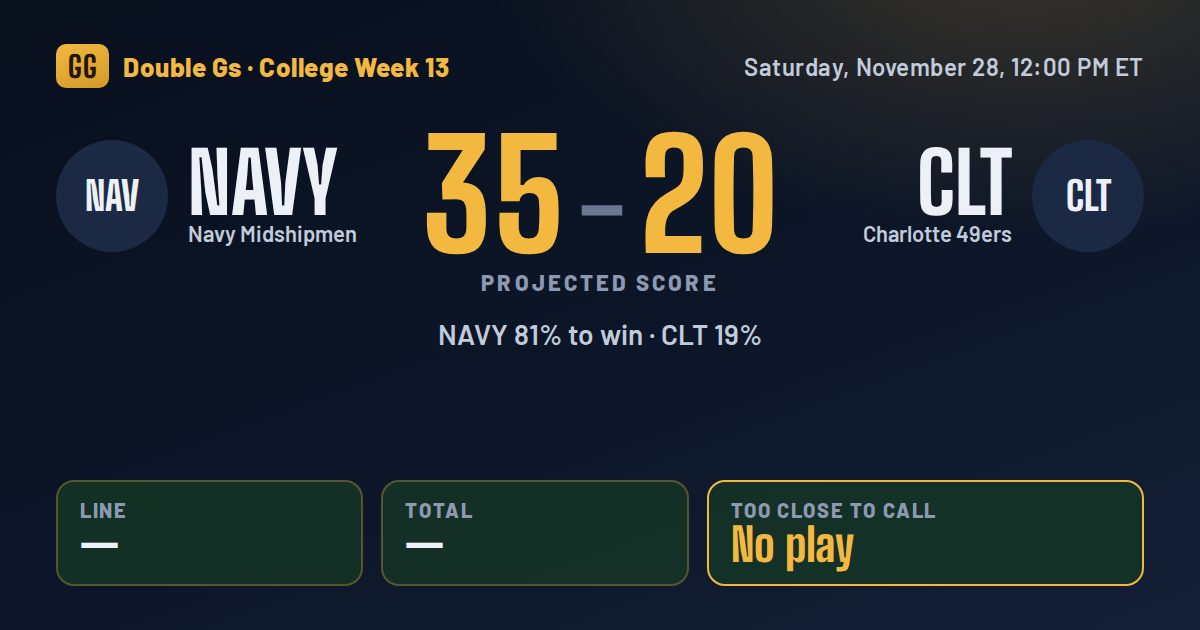 GG Double Gs · College Week 13
Saturday, November 28, 12:00 PM ET
NAV
NAVY
Navy Midshipmen
35 – 20
PROJECTED SCORE
NAVY 81% to win · CLT 19%
CLT
Charlotte 49ers
CLT
LINE
—
TOTAL
—
TOO CLOSE TO CALL
No play